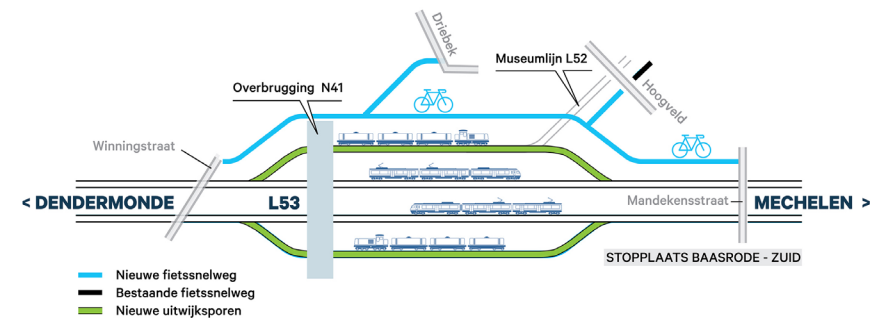 Driebek
Museumlijn L52
Hoogveld
Overbrugging N41
Winningstraat
< DENDERMONDE
L53
Mandekensstraat
MECHELEN >
STOPPLAATS BAASRODE - ZUID
Nieuwe fietssnelweg
Bestaande fietssnelweg
Nieuwe uitwijksporen